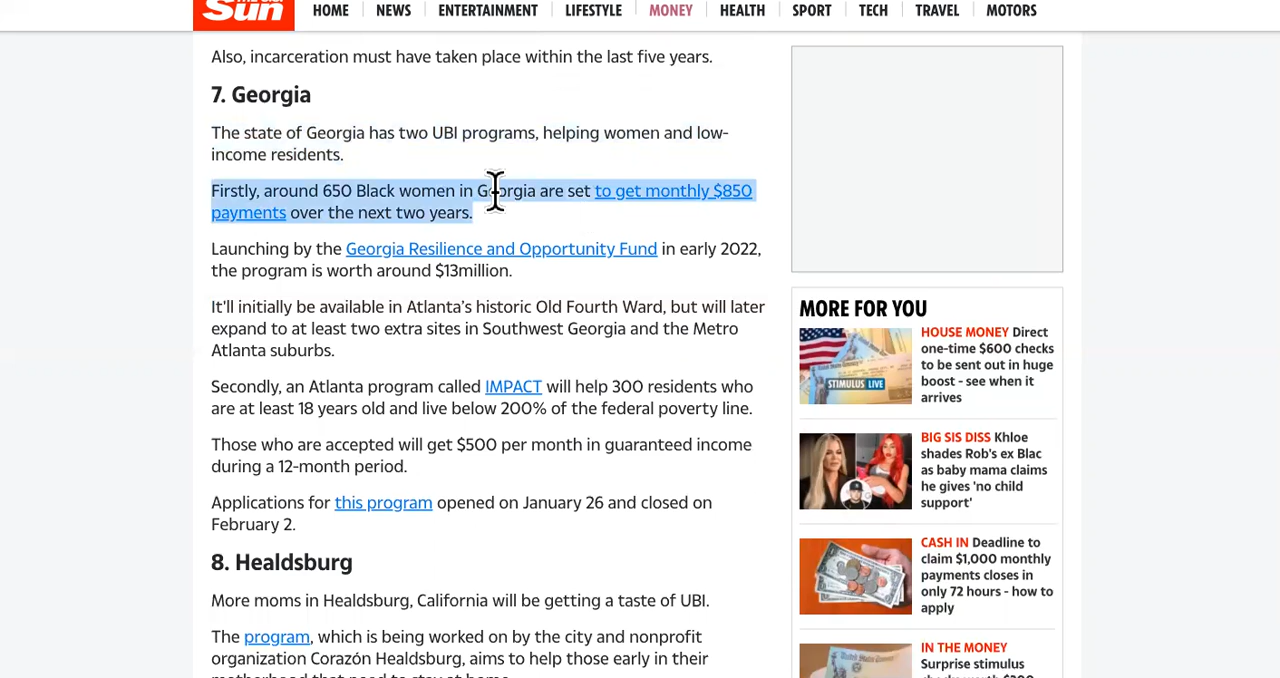 THE U.S.
Sun
HOME NEWS ENTERTAINMENT LIFESTYLE MONEY HEALTH SPORT TECH TRAVEL MOTORS
Also, incarceration must have taken place within the last five years.
7. Georgia
The state of Georgia has two UBI programs, helping women and low-
income residents.
Firstly, around 650 Black women in Georgia are set to get monthly $850
payments over the next two years.
Launching by the Georgia Resilience and Opportunity Fund in early 2022,
the program is worth around $13million.
It'll initially be available in Atlanta's historic Old Fourth Ward, but will later
expand to at least two extra sites in Southwest Georgia and the Metro
Atlanta suburbs.
Secondly, an Atlanta program called IMPACT will help 300 residents who
are at least 18 years old and live below 200% of the federal poverty line.
Those who are accepted will get $500 per month in guaranteed income
during a 12-month period.
Applications for this program opened on January 26 and closed on
February 2.
8. Healdsburg
More moms in Healdsburg, California will be getting a taste of UBI.
The program, which is being worked on by the city and nonprofit
organization Corazón Healdsburg, aims to help those early in their
motherhood that need to stay at home.
MORE FOR YOU
STIMULUS LIVE
HOUSE MONEY Direct
one-time $600 checks
to be sent out in huge
boost - see when it
arrives
BIG SIS DISS Khloe
shades Rob's ex Blac
as baby mama claims
he gives 'no child
support'
CASH IN Deadline to
claim $1,000 monthly
payments closes in
only 72 hours - how to
apply
IN THE MONEY
Surprise stimulus